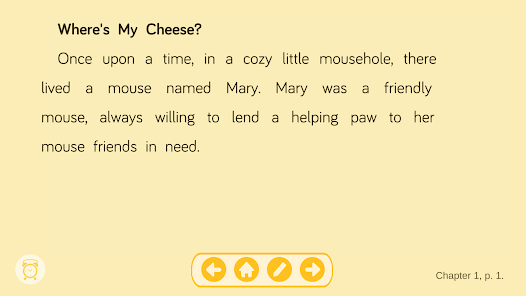 Where's My Cheese?
Once upon a time, in a cozy little mousehole, there
lived a mouse named Mary. Mary was a friendly
mouse, always willing to lend a helping paw to her
mouse friends in need.
Chapter 1, p. 1.